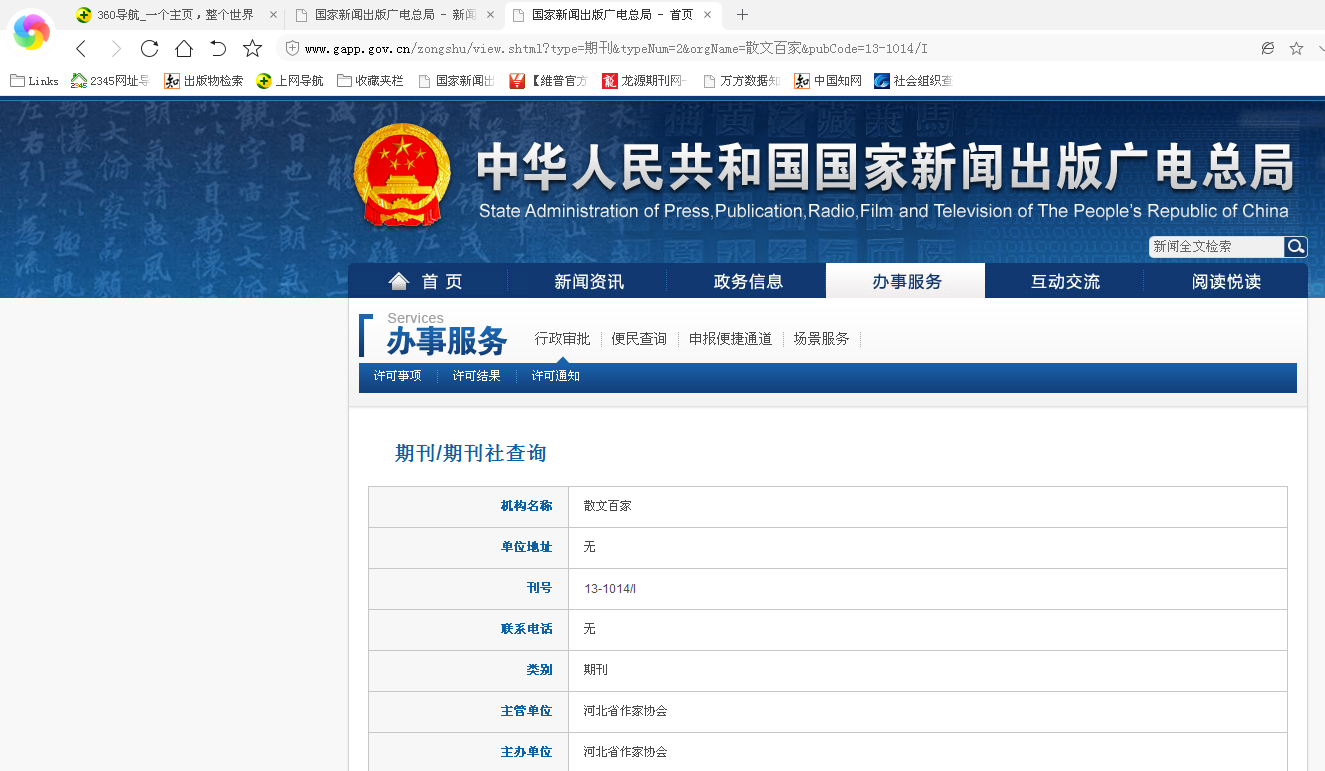 360导航_一个主页，整个世界
国家新闻出版广电总局 - 新闻
国家新闻出版广电总局 - 首页
www.gapp.gov.cn/zongshu/view.shtml?type=期刊&typeNum=2&orgName=散文百家&pubCode=13-1014/I
Links
2345网址导
出版物检索
上网导航
收藏夹栏
国家新闻出
【维普官方
龙源期刊网-
万方数据知
中国知网
社会组织查
中华人民共和国国家新闻出版广电总局
State Administration of Press,Publication,Radio,Film and Television of The People's Republic of China
新闻全文检索
首 页
新闻资讯
政务信息
办事服务
互动交流
阅读悦读
Services
办事服务
行政审批
便民查询
申报便捷通道
场景服务
许可事项
许可结果
许可通知
期刊/期刊社查询
机构名称 散文百家
单位地址 无
刊号 13-1014/I
联系电话 无
类别 期刊
主管单位 河北省作家协会
主办单位 河北省作家协会